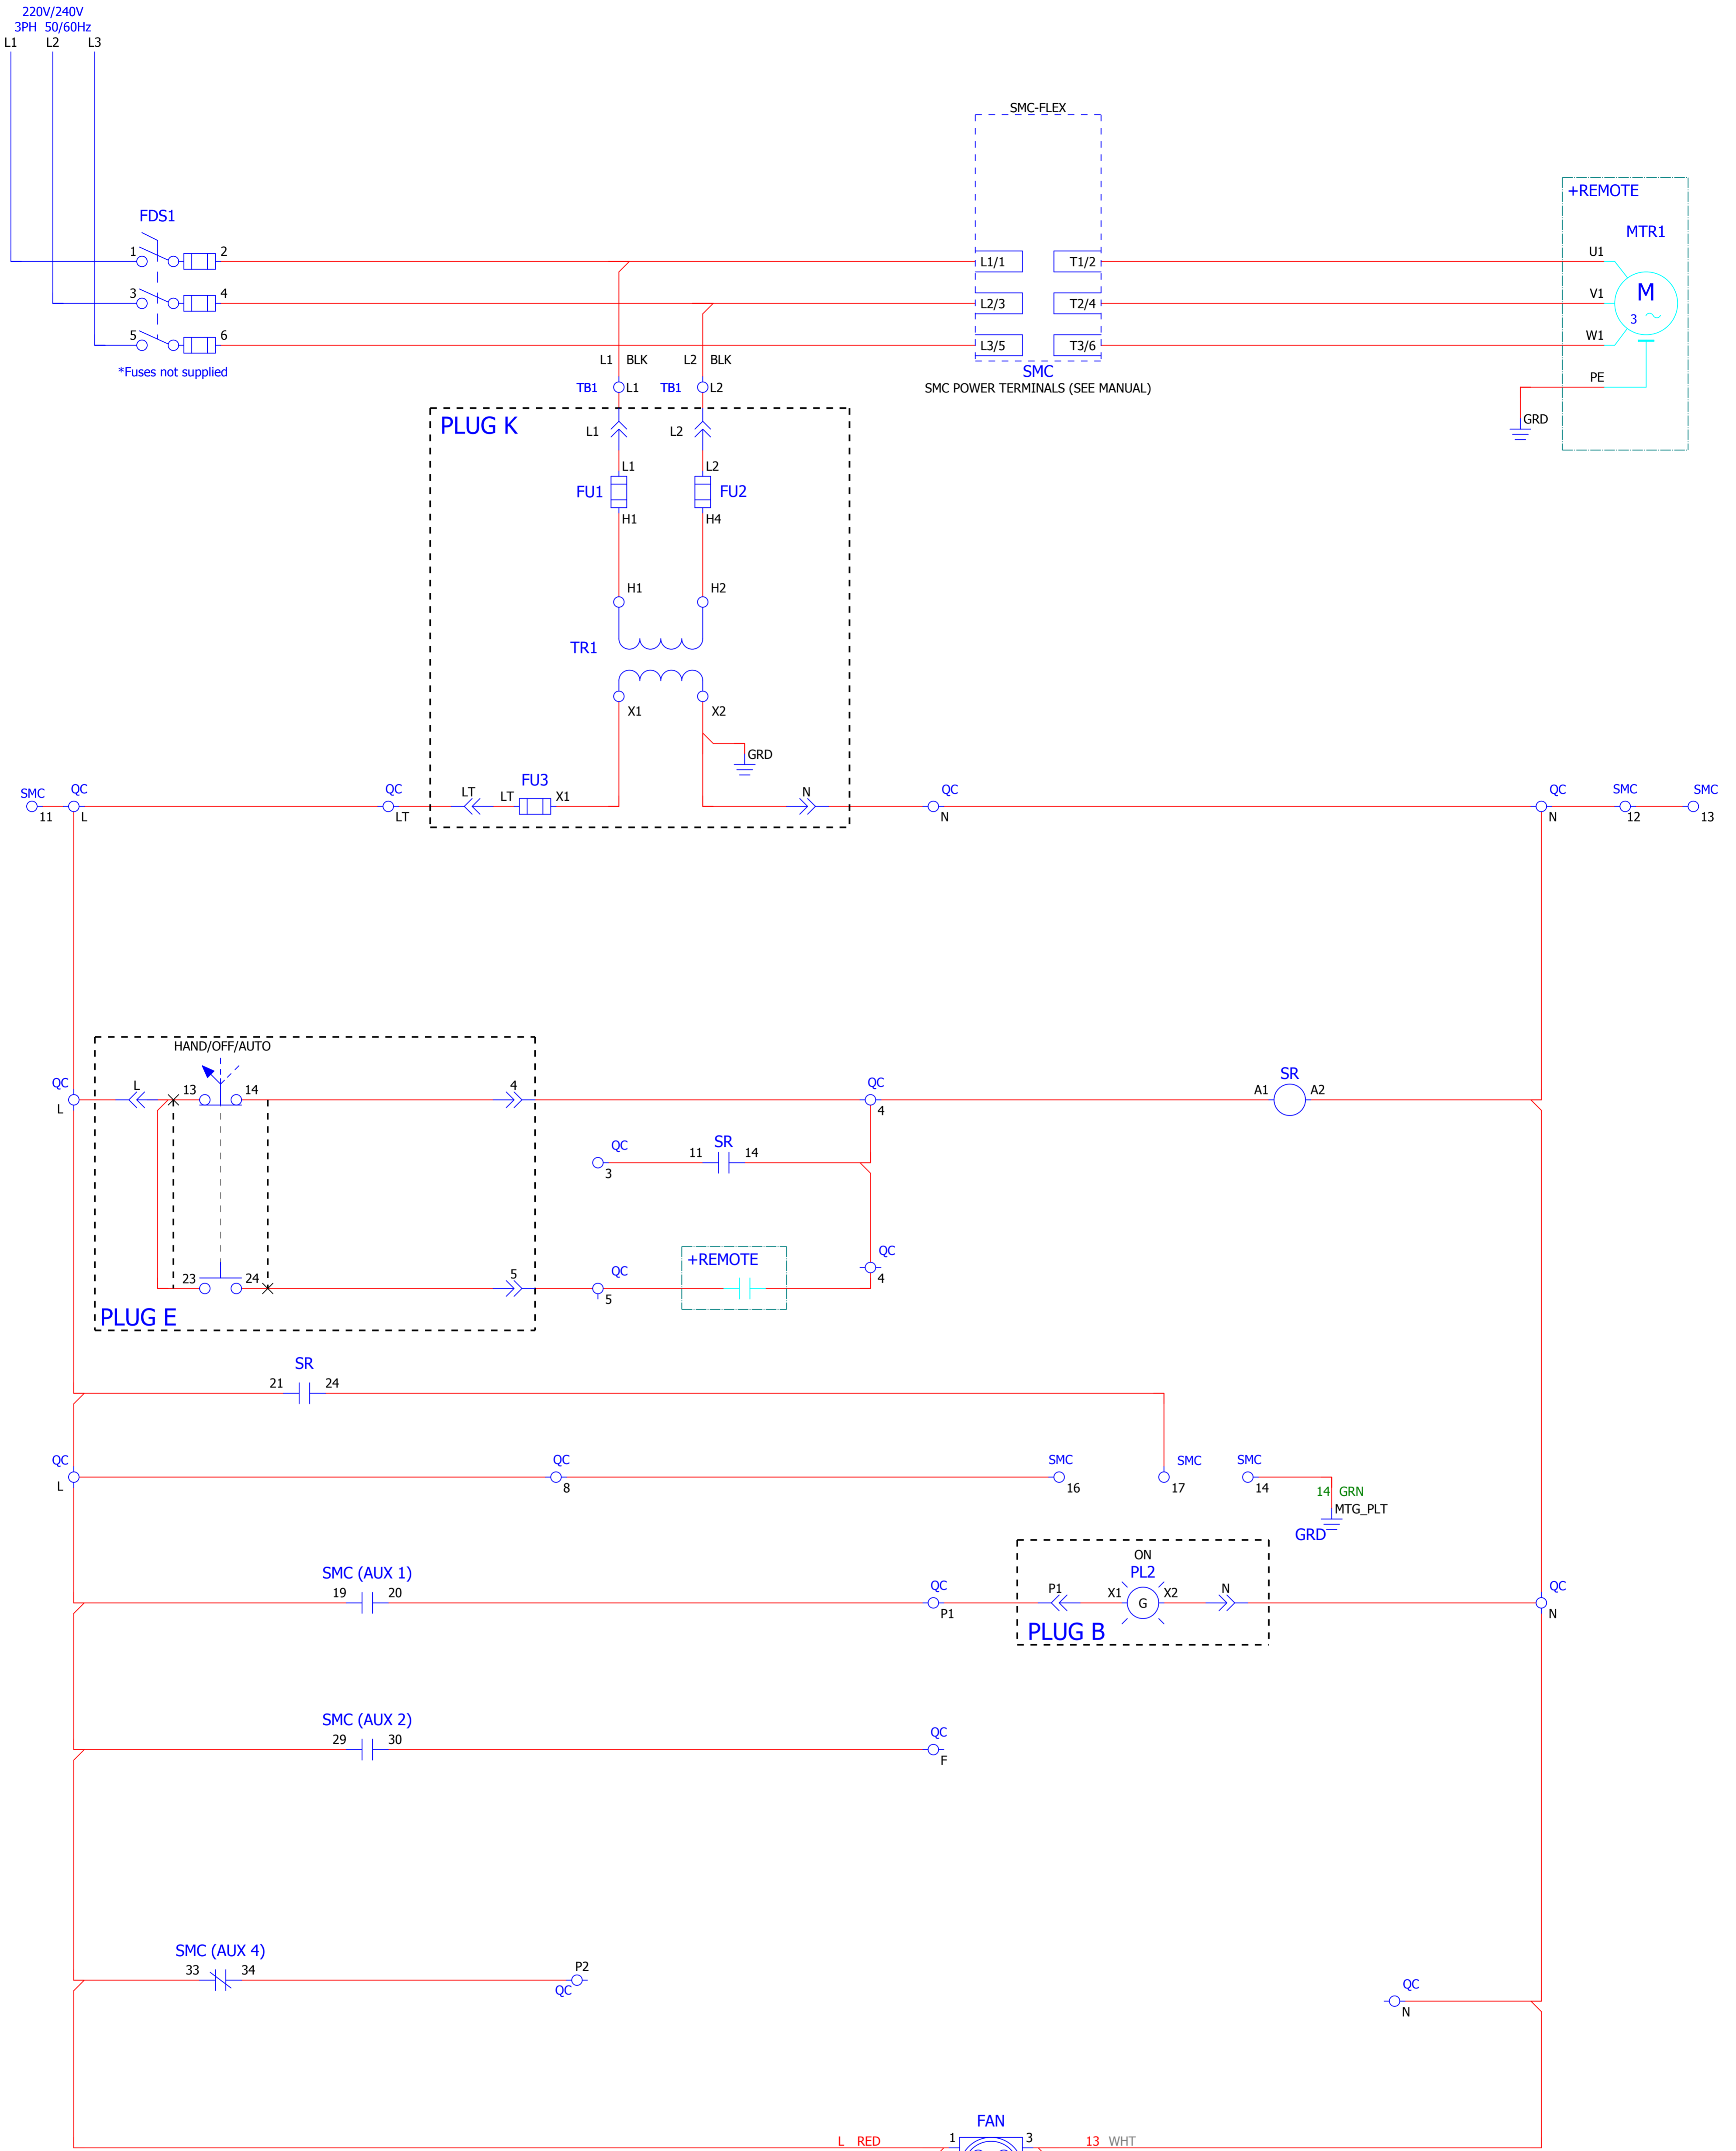 220V/240V
3PH 50/60Hz
L1 L2 L3
SMC-FLEX
+REMOTE
MTR1
FDS1
1 2 L1/1 T1/2 U1
3 4 L2/3 T2/4 V1 M
3
5 6 L3/5 T3/6 W1
*Fuses not supplied
L1 BLK L2 BLK
SMC
SMC POWER TERMINALS (SEE MANUAL)
PE
TB1 L1 TB1 L2
GRD
PLUG K
L1 L2
L1 L2
FU1 FU2
H1 H4
H1 H2
TR1
X1 X2
GRD
FU3
SMC QC QC LT LT X1 N QC QC SMC SMC
11 L LT N N 12 13
HAND/OFF/AUTO
QC L 13 14 4 QC SR
L 4 A1 A2
QC 11 SR 14
3
+REMOTE
QC
4
23 24 5 QC
5
PLUG E
SR
21 24
QC QC SMC SMC SMC
L 8 16 17 14
14 GRN
MTG_PLT
GRD
ON
SMC (AUX 1) PL2
19 20 QC P1 X1 G X2 N QC
P1 N
PLUG B
SMC (AUX 2)
29 30 QC
F
SMC (AUX 4)
33 34 P2
QC
QC
N
FAN
L RED 1 3 13 WHT